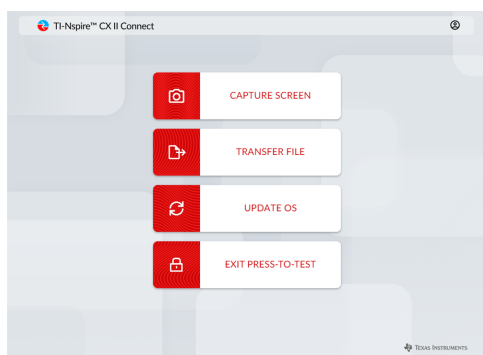 TI-Nspire™ CX II Connect
CAPTURE SCREEN
TRANSFER FILE
UPDATE OS
EXIT PRESS-TO-TEST
TEXAS INSTRUMENTS